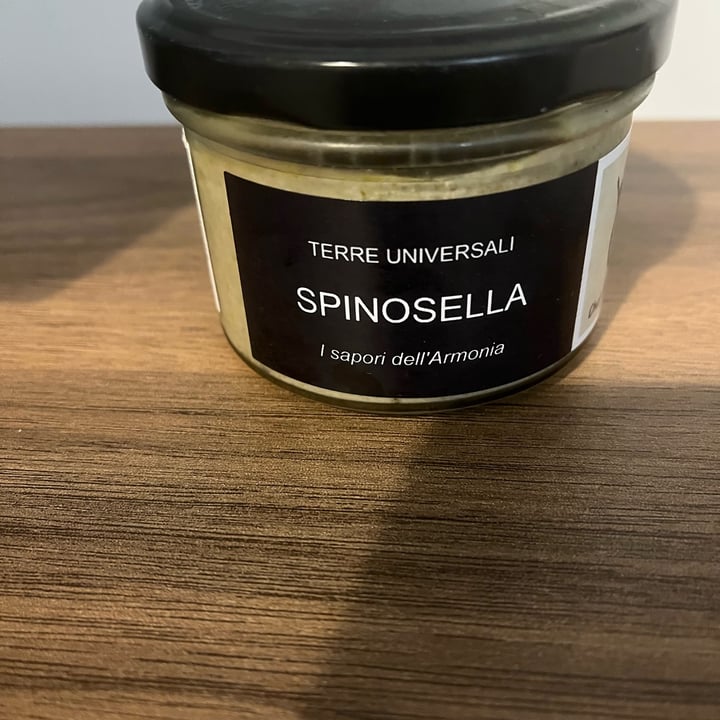 TERRE UNIVERSALI
SPINOSELLA
I sapori dell'Armonia